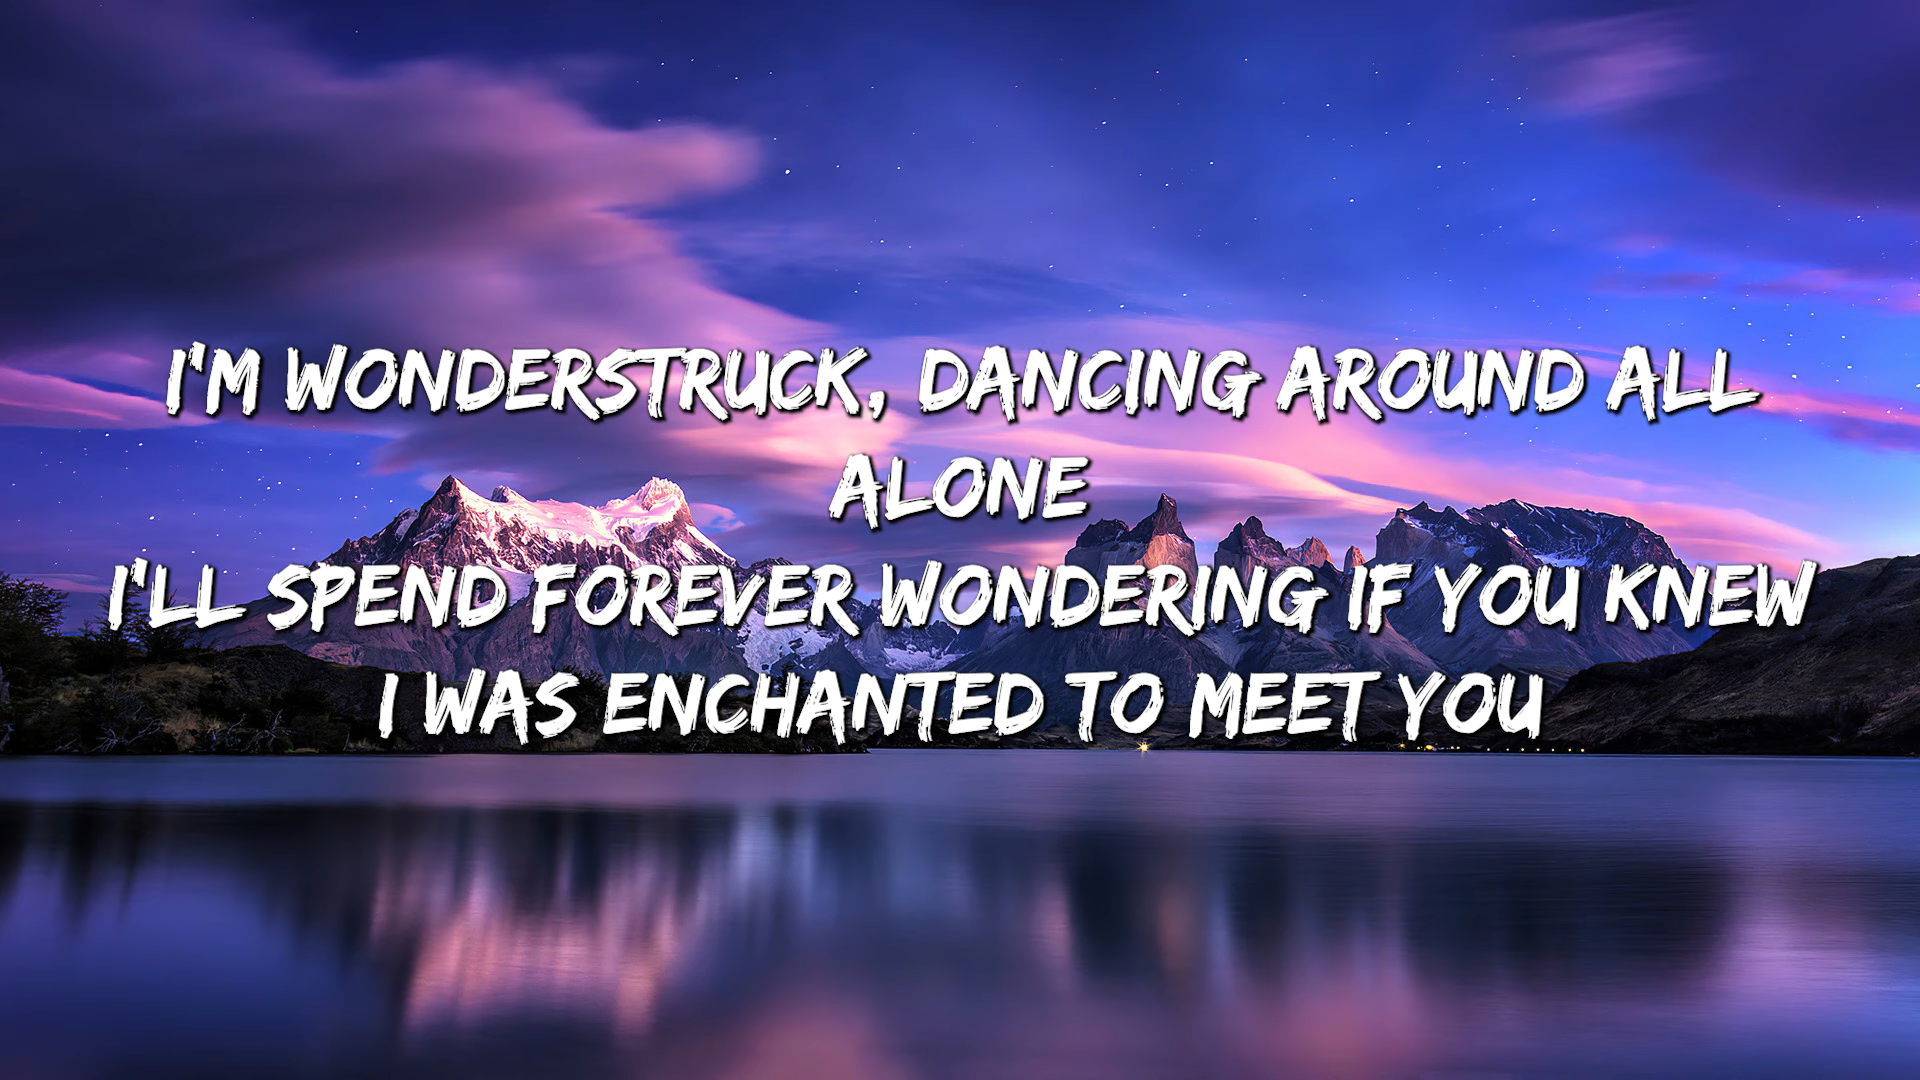 I'M WONDERSTRUCK, DANCING AROUND ALL
ALONE
I'LL SPEND FOREVER WONDERING IF YOU KNEW
I WAS ENCHANTED TO MEET YOU